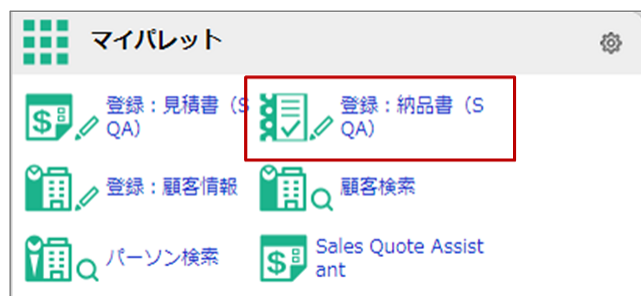 マイパレット
登録：見積書（S
QA）
登録：納品書（S
QA）
登録：顧客情報
顧客検索
パーソン検索
Sales Quote Assist
ant